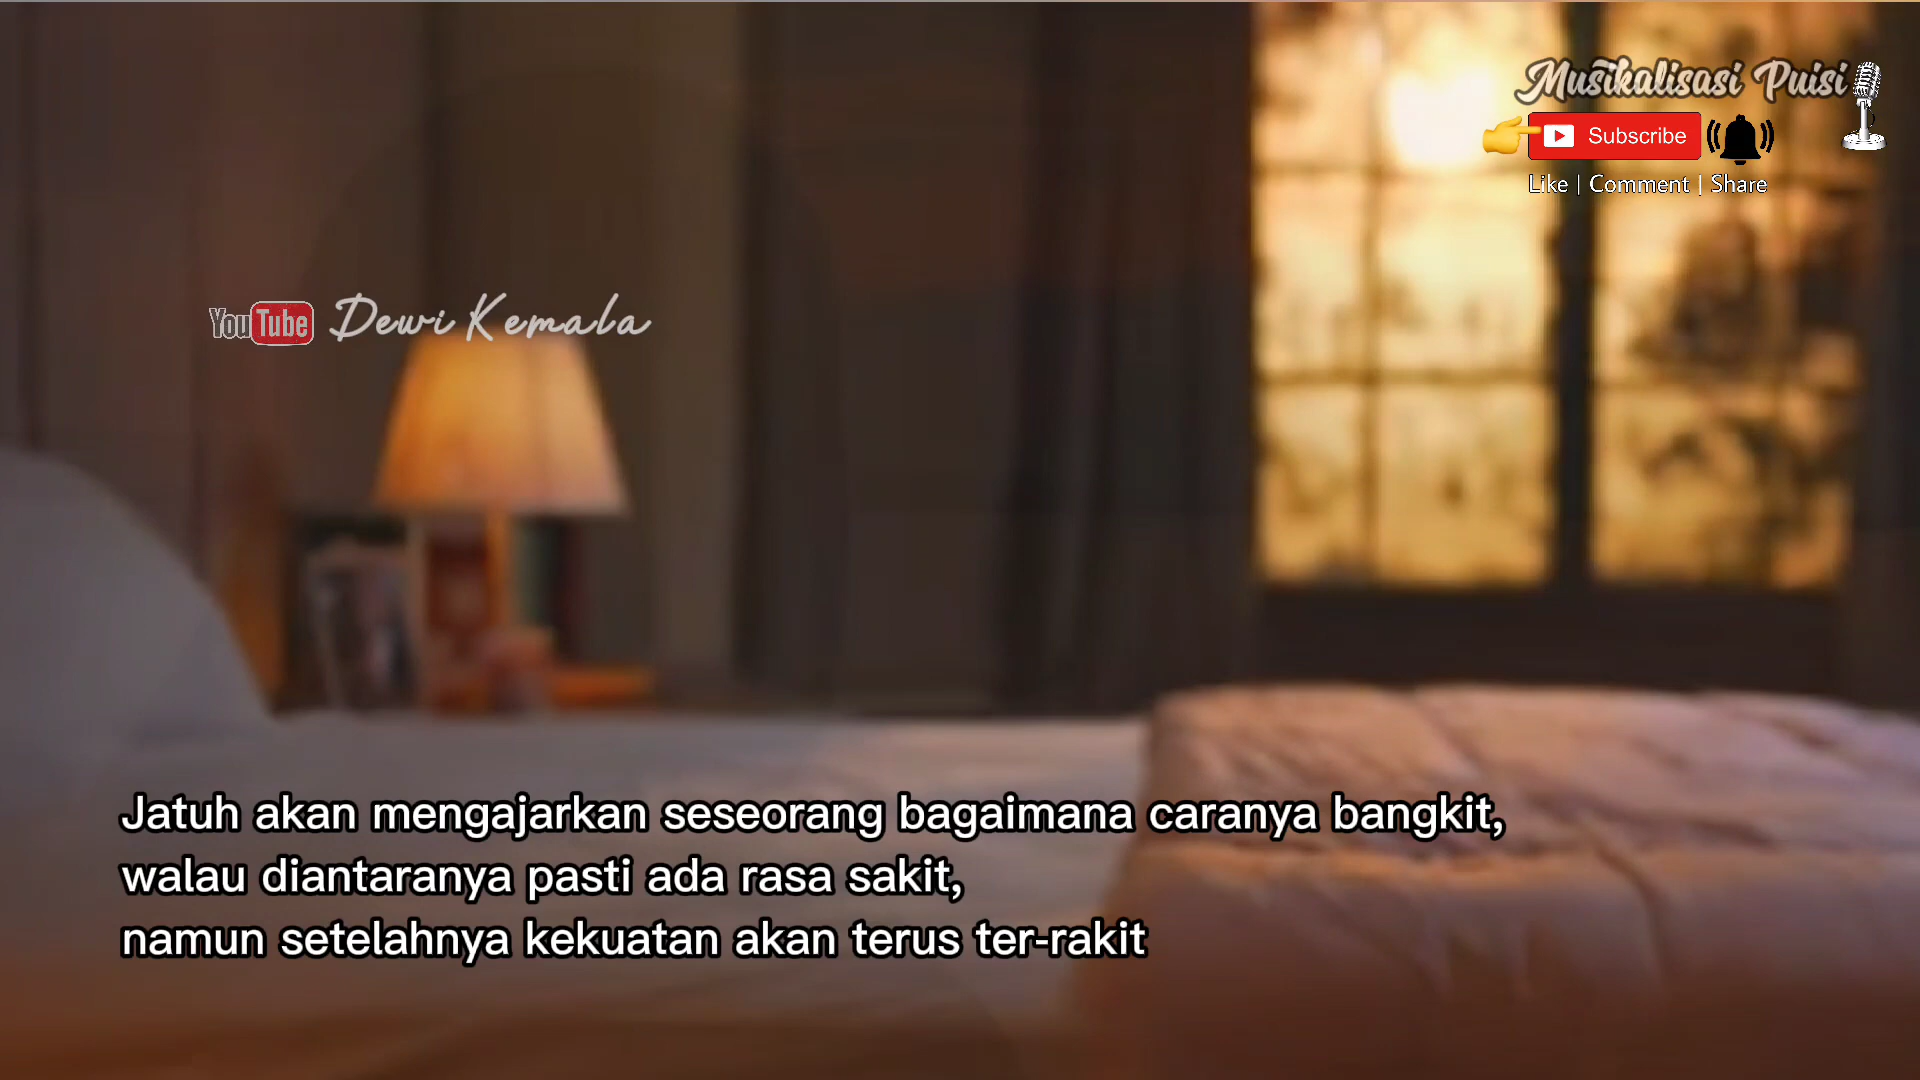 Musikalisasi Puisi
Subscribe
Like | Comment | Share
YouTube Dewi Kemala
Jatuh akan mengajarkan seseorang bagaimana caranya bangkit,
walau diantaranya pasti ada rasa sakit,
namun setelahnya kekuatan akan terus ter-rakit